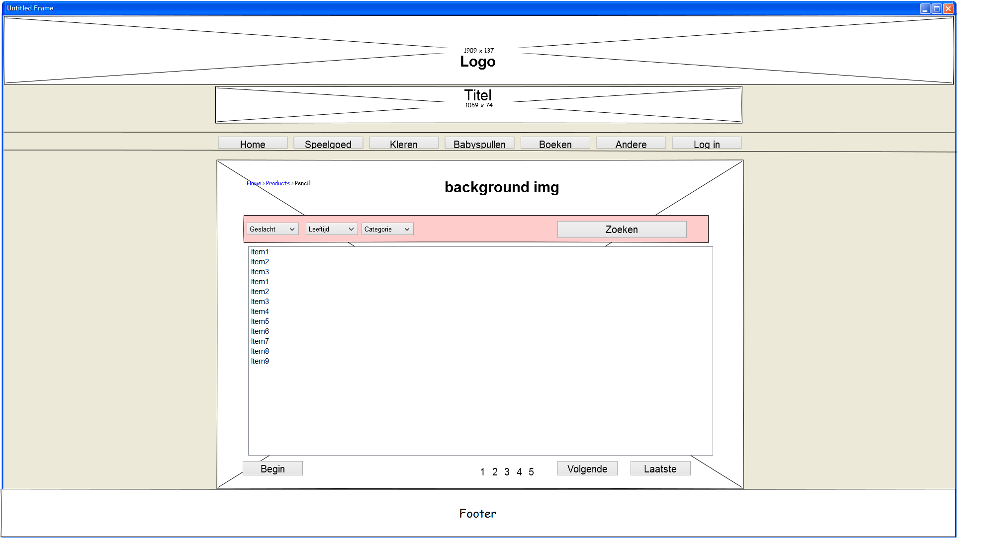 Untitled Frame
1909 x 137
Logo
Titel
1059 x 74
Home Speelgoed Kleren Babyspullen Boeken Andere Log in
Home > Products > Pencil
background img
Geslacht Leeftijd Categorie Zoeken
Item1
Item2
Item3
Item1
Item2
Item3
Item4
Item5
Item6
Item7
Item8
Item9
Begin 1 2 3 4 5 Volgende Laatste
Footer